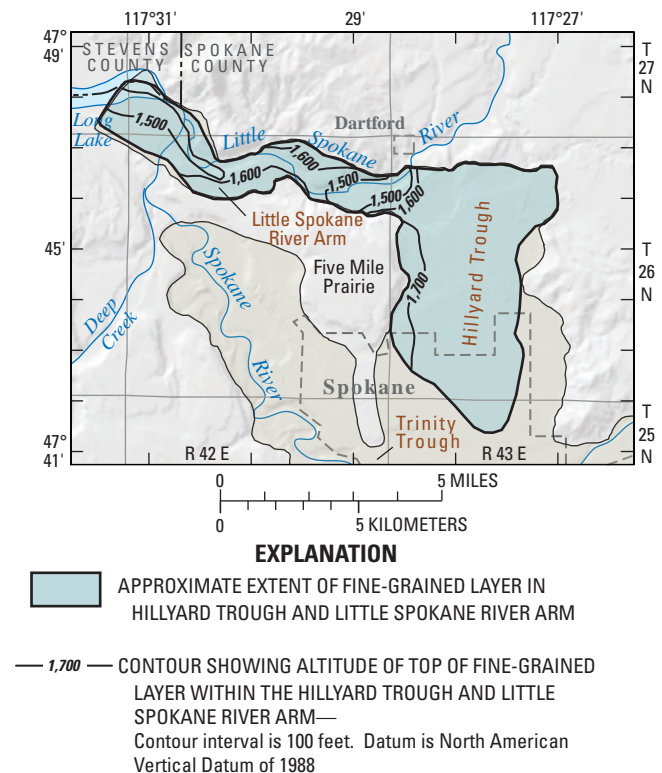 117°31'
29'
117°27'
47°
49'
STEVENS
COUNTY
SPOKANE
COUNTY
T
27
N
Long
Lake
1,500
Little
Spokane
River
Dartford
1,600
1,600
1,500
1,500
1,600
Little Spokane
River Arm
Hillyard Trough
45'
T
26
N
Five Mile
Prairie
1,700
Spokane
River
Deep
Creek
Spokane
Trinity
Trough
T
25
N
47°
41'
R 42 E
R 43 E
0
5 MILES
0
5 KILOMETERS
EXPLANATION
APPROXIMATE EXTENT OF FINE-GRAINED LAYER IN
HILLYARD TROUGH AND LITTLE SPOKANE RIVER ARM
1,700
CONTOUR SHOWING ALTITUDE OF TOP OF FINE-GRAINED
LAYER WITHIN THE HILLYARD TROUGH AND LITTLE
SPOKANE RIVER ARM—
Contour interval is 100 feet. Datum is North American
Vertical Datum of 1988